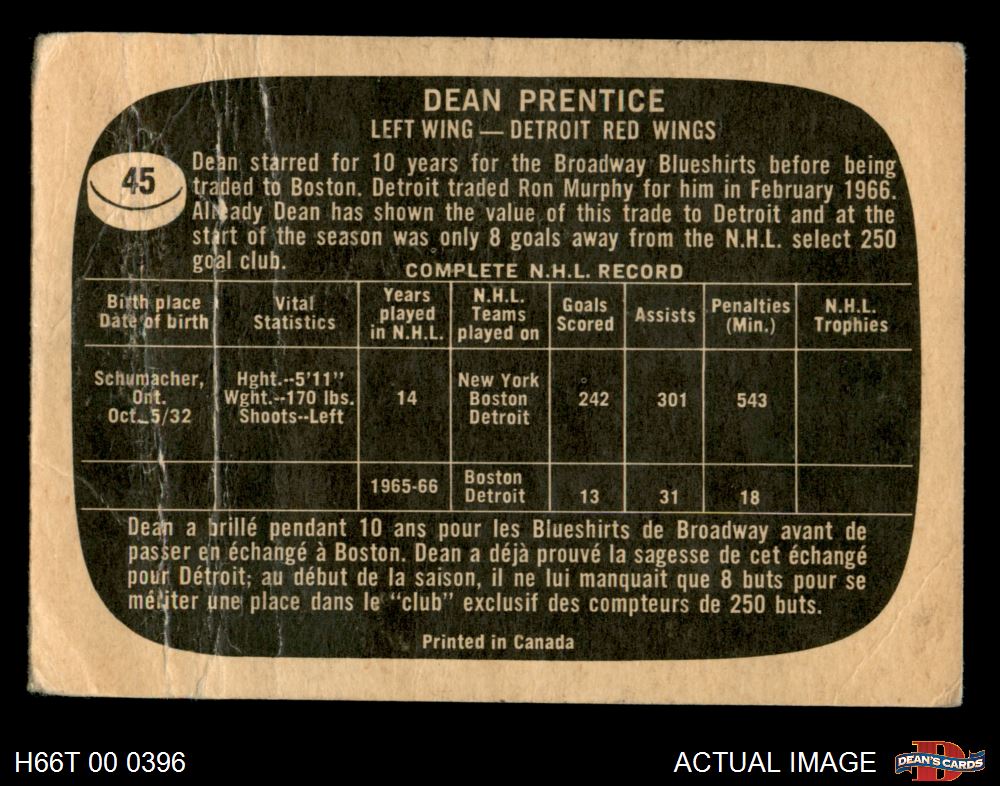 DEAN PRENTICE
LEFT WING — DETROIT RED WINGS
45
Dean starred for 10 years for the Broadway Blueshirts before being
traded to Boston. Detroit traded Ron Murphy for him in February 1966.
Already Dean has shown the value of this trade to Detroit and at the
start of the season was only 8 goals away from the N.H.L. select 250
goal club.
COMPLETE N.H.L. RECORD
Birth place
Date of birth
Vital
Statistics
Years
played
in N.H.L.
N.H.L.
Teams
played on
Goals
Scored
Assists
Penalties
(Min.)
N.H.L.
Trophies
Schumacher,
Ont.
Oct. 5/32
Hght.--5'11"
Wght.--170 lbs.
Shoots--Left
14
New York
Boston
Detroit
242
301
543
1965-66
Boston
Detroit
13
31
18
Dean a brillé pendant 10 ans pour les Blueshirts de Broadway avant de
passer en échangé à Boston. Dean a déjà prouvé la sagesse de cet échangé
pour Détroit; au début de la saison, il ne lui manquait que 8 buts pour se
mériter une place dans le "club" exclusif des compteurs de 250 buts.
Printed in Canada
H66T 00 0396
ACTUAL IMAGE
D
DEAN'S CARDS